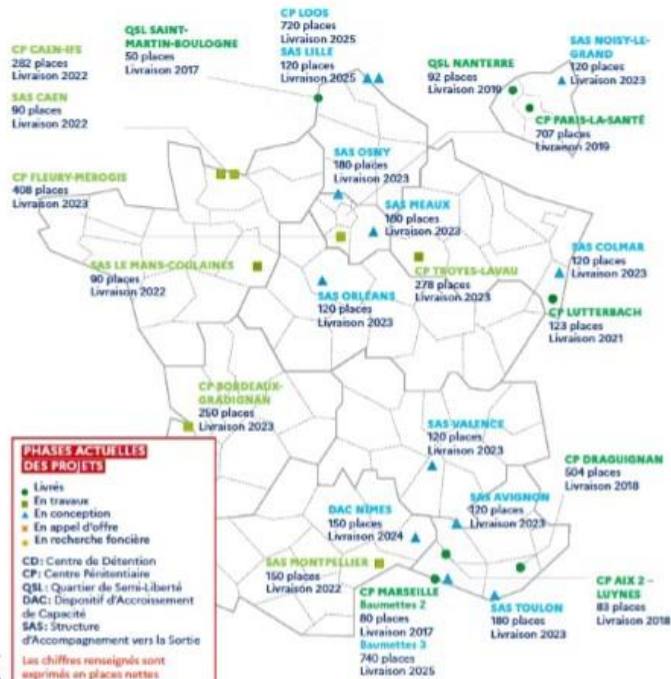 CP LOOS
720 places
Livraison 2025
SAS LILLE
120 places
Livraison 2025
QSL SAINT-
MARTIN-BOULOGNE
50 places
Livraison 2017
CP CAEN-IFS
282 places
Livraison 2022
SAS CAEN
90 places
Livraison 2022
CP FLEURY-MÉROGIS
408 places
Livraison 2023
QSL NANTERRE
92 places
Livraison 2019
SAS NOISY-LE-
GRAND
120 places
Livraison 2023
CP PARIS-LA-SANTÉ
707 places
Livraison 2019
SAS OSNY
180 places
Livraison 2023
SAS MEAUX
180 places
Livraison 2023
SAS COLMAR
120 places
Livraison 2023
SAS LE MANS-COULAINES
90 places
Livraison 2022
CP TROYES-LAVAU
278 places
Livraison 2023
SAS ORLÉANS
120 places
Livraison 2023
CP LUTTERBACH
123 places
Livraison 2021
CP BORDEAUX-
GRADIGNAN
250 places
Livraison 2023
SAS VALENCE
120 places
Livraison 2023
CP DRAGUIGNAN
504 places
Livraison 2018
DAC NÎMES
150 places
Livraison 2024
SAS AVIGNON
120 places
Livraison 2023
SAS MONTPELLIER
150 places
Livraison 2022
CP MARSEILLE
Baumettes 2
80 places
Livraison 2017
Baumettes 3
740 places
Livraison 2025
SAS TOULON
180 places
Livraison 2023
CP AIX 2 –
LUYNES
83 places
Livraison 2018
PHASES ACTUELLES
DES PROJETS
Livrés
En travaux
En conception
En appel d'offre
En recherche foncière
CD : Centre de Détention
CP : Centre Pénitentiaire
QSL : Quartier de Semi-Liberté
DAC : Dispositif d'Accroissement
de Capacité
SAS : Structure
d'Accompagnement vers la Sortie
Les chiffres renseignés sont
exprimés en places nettes